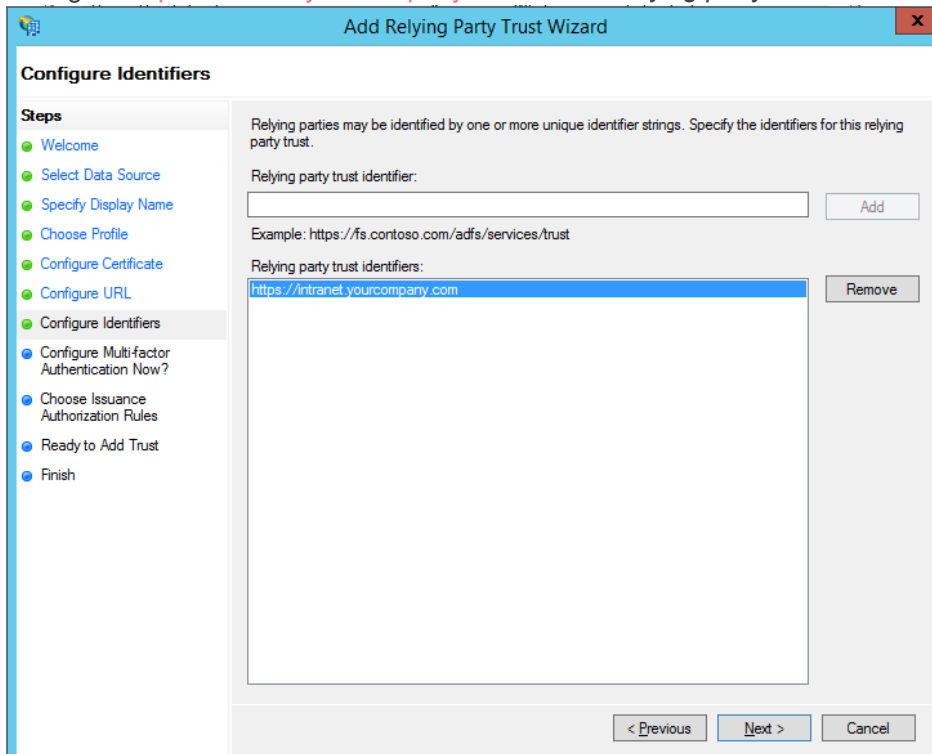 Add Relying Party Trust Wizard
x
Configure Identifiers
Steps
Welcome
Select Data Source
Specify Display Name
Choose Profile
Configure Certificate
Configure URL
Configure Identifiers
Configure Multi-factor
Authentication Now?
Choose Issuance
Authorization Rules
Ready to Add Trust
Finish
Relying parties may be identified by one or more unique identifier strings. Specify the identifiers for this relying
party trust.
Relying party trust identifier:
Add
Example: https://fs.contoso.com/adfs/services/trust
Relying party trust identifiers:
https://intranet.yourcompany.com
Remove
< Previous
Next >
Cancel